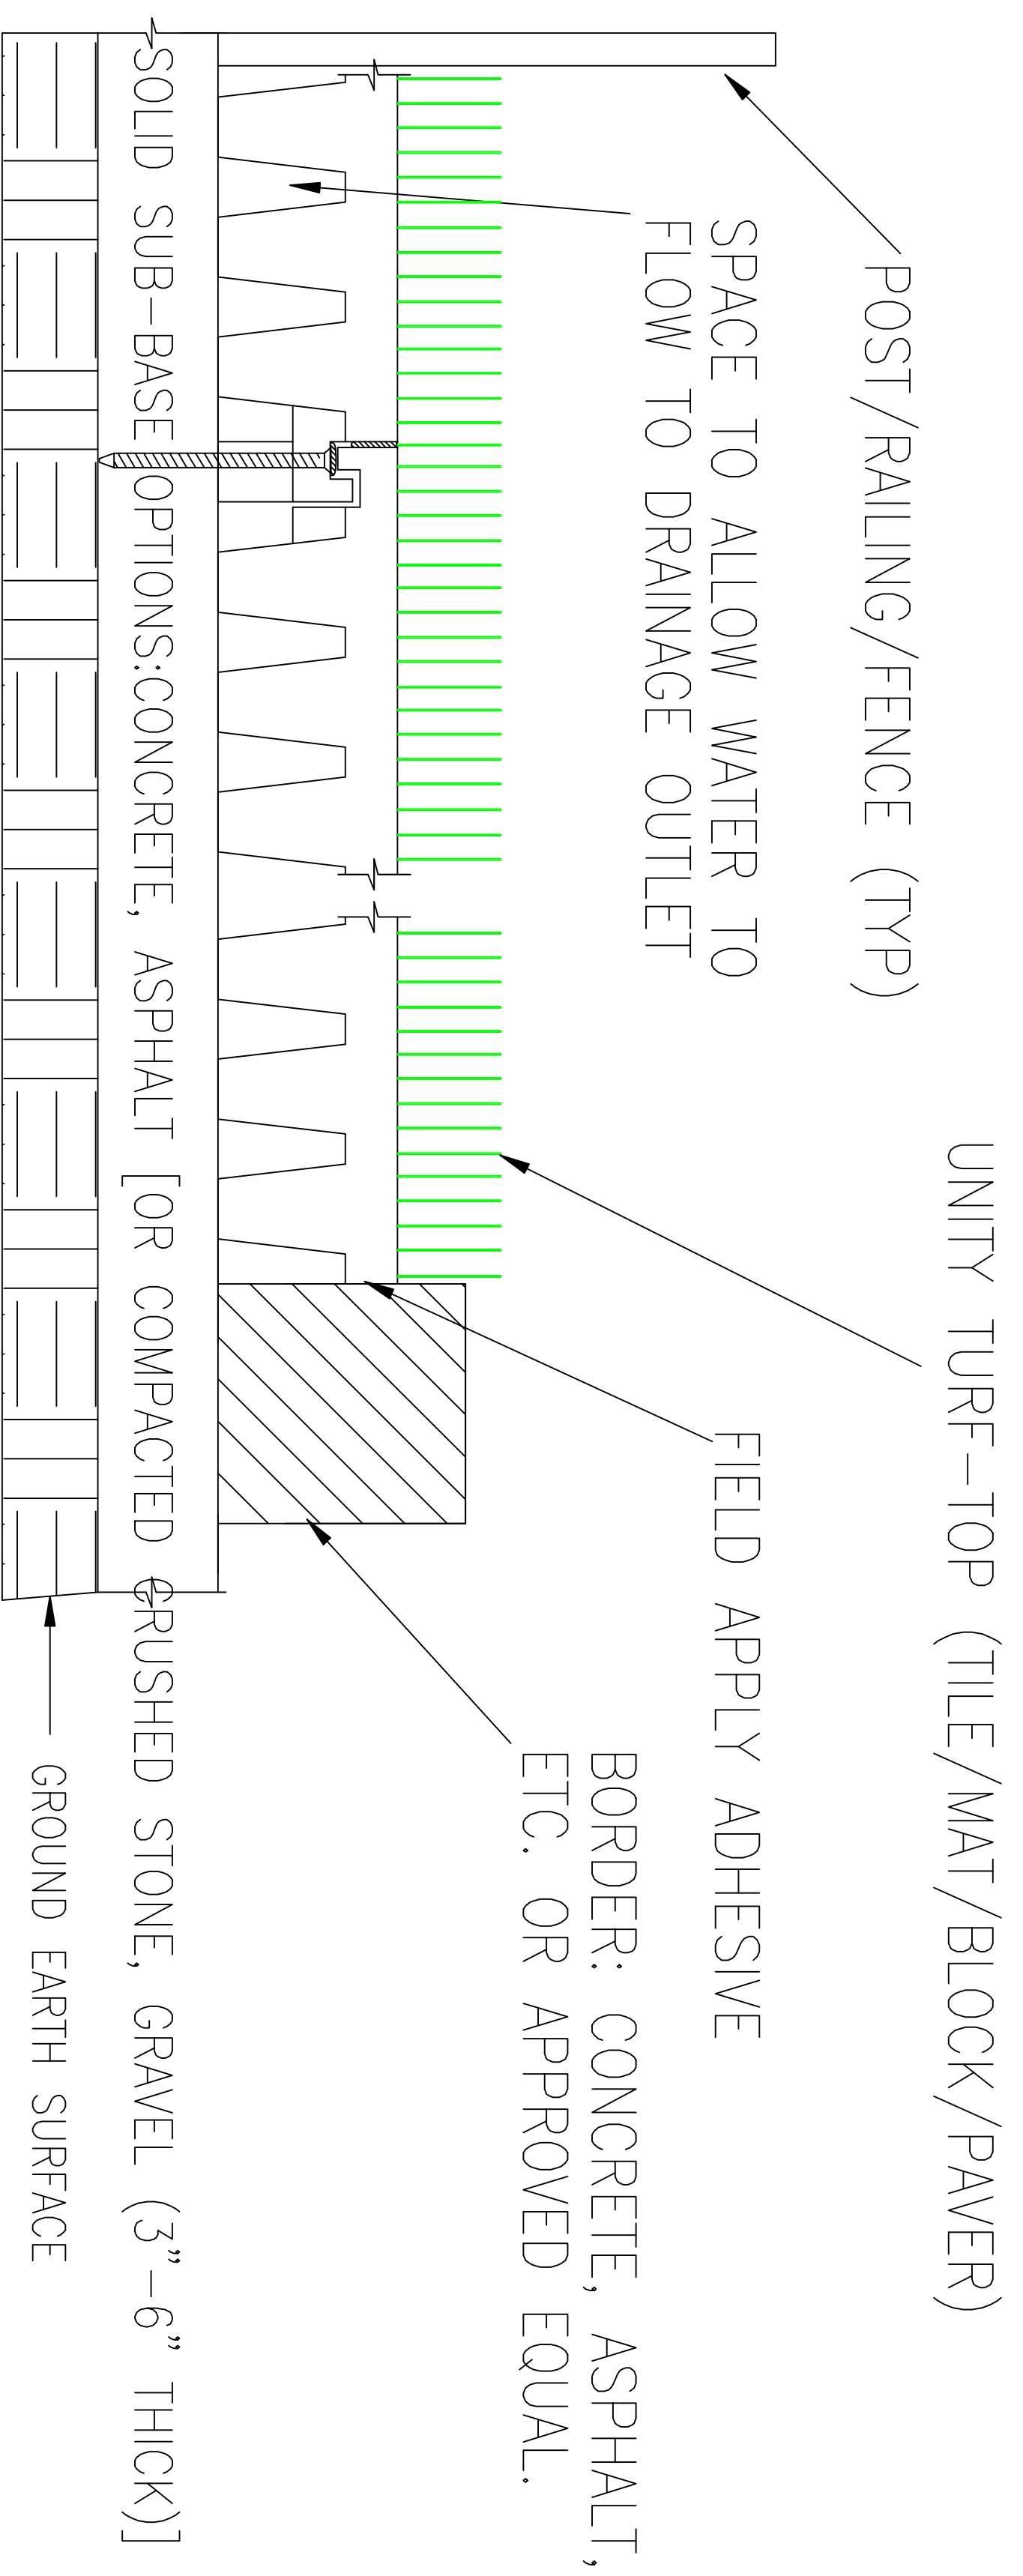 UNITY TURF-TOP (TILE/MAT/BLOCK/PAVER)
POST/RAILING/FENCE (TYP)
SPACE TO ALLOW WATER TO
FLOW TO DRAINAGE OUTLET
FIELD APPLY ADHESIVE
BORDER: CONCRETE, ASPHALT,
ETC. OR APPROVED EQUAL.
SOLID SUB-BASE OPTIONS:CONCRETE, ASPHALT [OR COMPACTED CRUSHED STONE, GRAVEL (3"-6" THICK)]
GROUND EARTH SURFACE